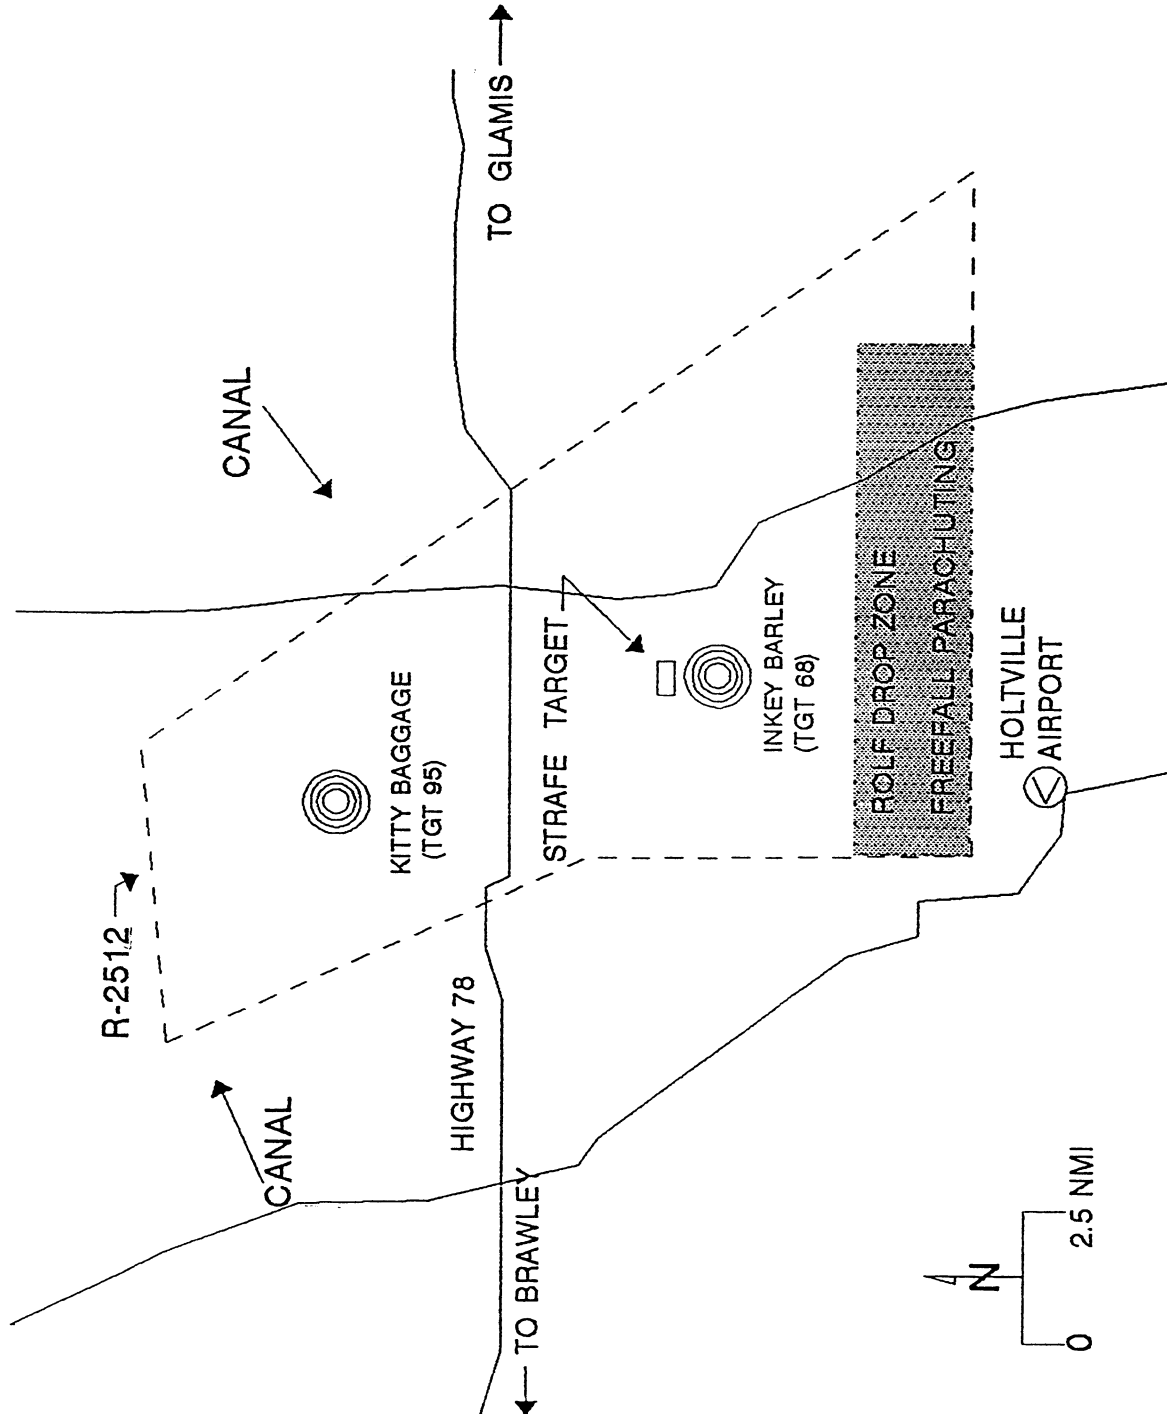 R-2512
CANAL
CANAL
KITTY BAGGAGE
(TGT 95)
HIGHWAY 78
TO GLAMIS
TO BRAWLEY
STRAFE TARGET
INKEY BARLEY
(TGT 68)
ROLF DROP ZONE
FREEFALL PARACHUTING
HOLTVILLE
AIRPORT
N
0 2.5 NMI